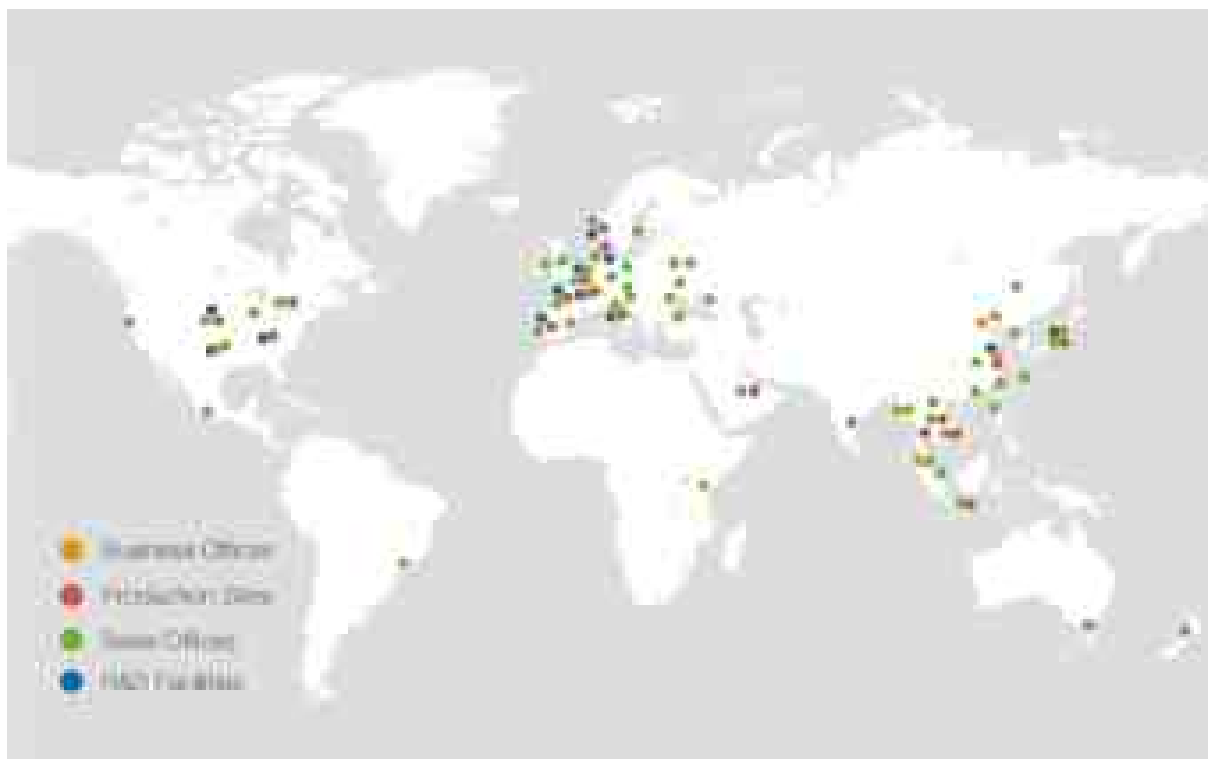 Business Offices
Production Sites
Sales Offices
R&D Facilities